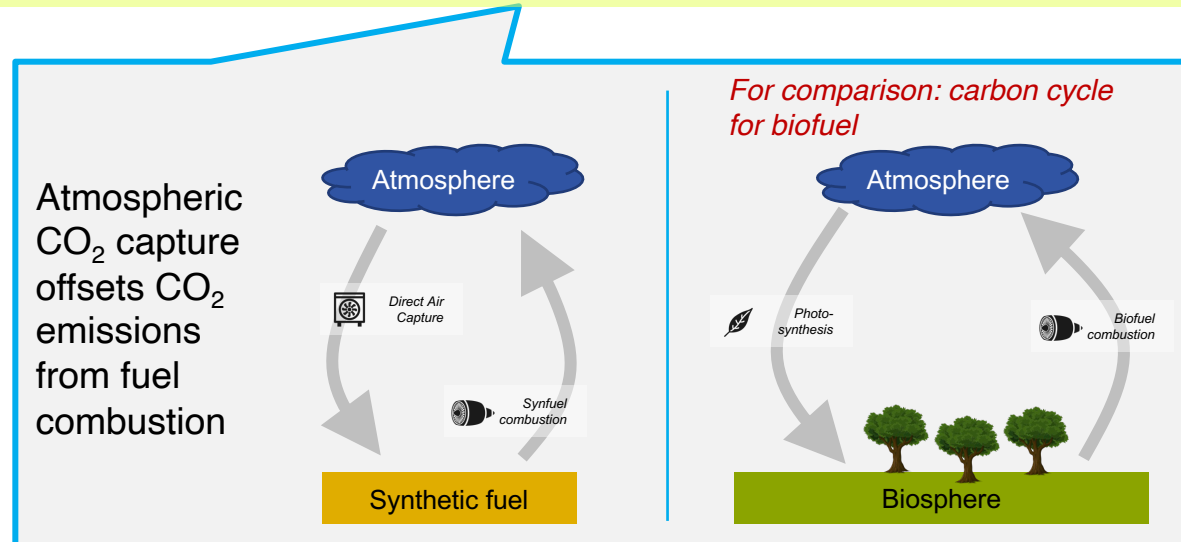 For comparison: carbon cycle
for biofuel
Atmospheric
CO₂ capture
offsets CO₂
emissions
from fuel
combustion
Atmosphere
Direct Air
Capture
Synfuel
combustion
Synthetic fuel
Atmosphere
Photo-
synthesis
Biofuel
combustion
Biosphere